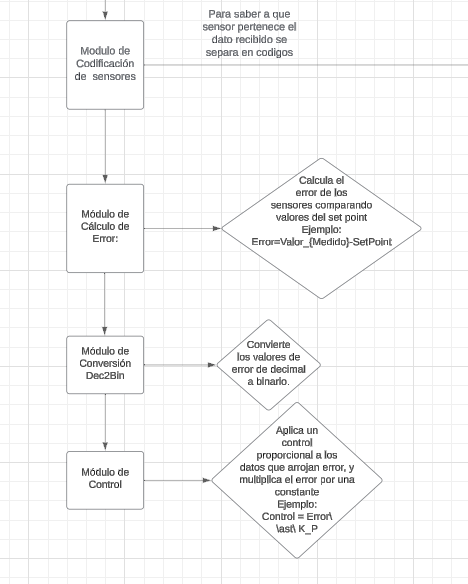 Para saber a que
sensor pertenece el
dato recibido se
separa en codigos
Modulo de
Codificación
de sensores
Módulo de
Cálculo de
Error:
Calcula el
error de los
sensores comparando
valores del set point
Ejemplo:
Error=Valor_{Medido}-SetPoint
Módulo de
Conversión
Dec2Bin
Convierte
los valores de
error de decimal
a binario.
Módulo de
Control
Aplica un
control
proporcional a los
datos que arrojan error, y
multiplica el error por una
constante
Ejemplo:
Control = Error\
\ast\ K_P